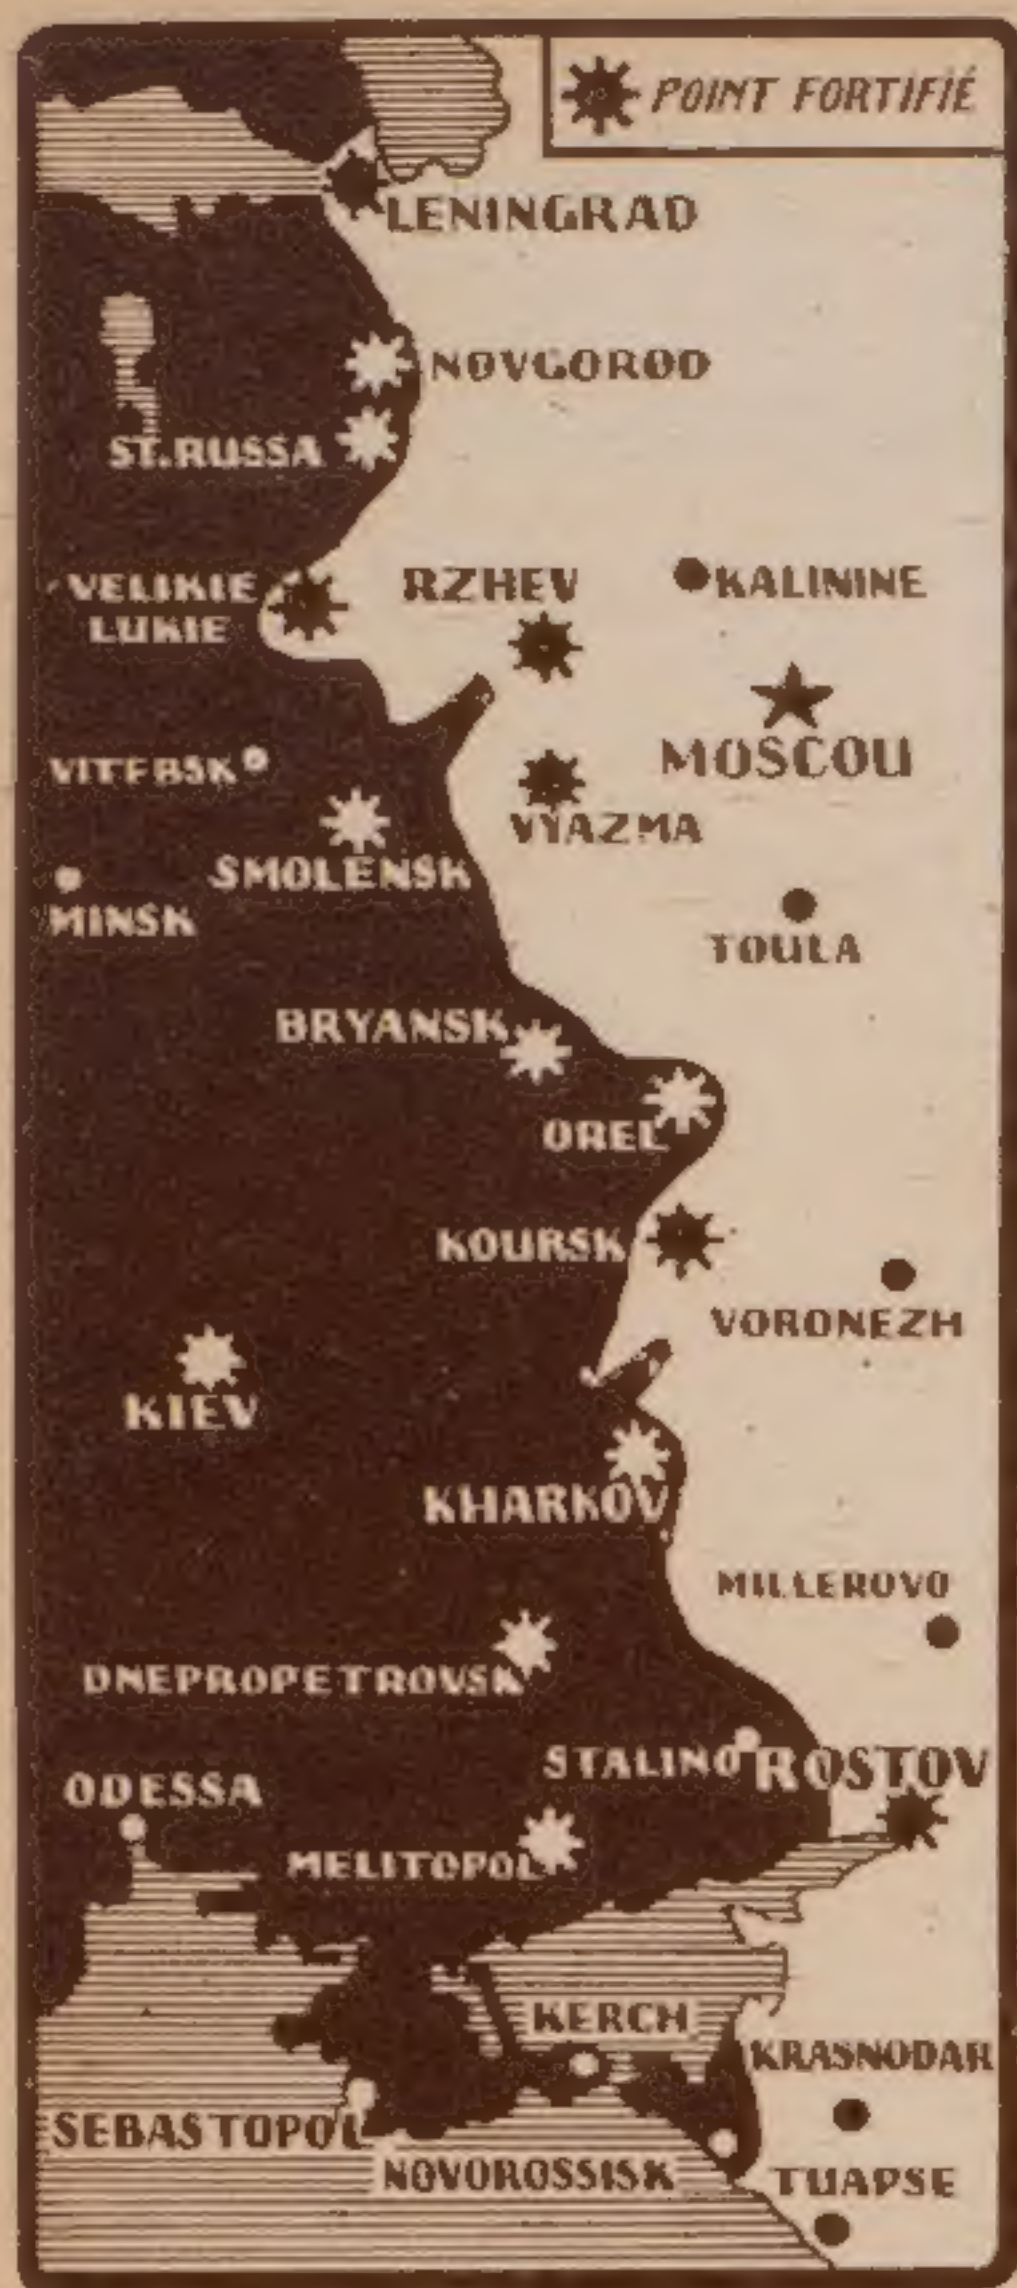 POINT FORTIFIÉ
LENINGRAD
NOVGOROD
ST. RUSSA
VELIKIE
LUKIE
RZHEV
KALININE
MOSCOU
VITEBSK
VYAZMA
SMOLENSK
MINSK
TOULA
BRYANSK
OREL
KOURSK
VORONEZH
KIEV
KHARKOV
MILLEROVO
DNEPROPETROVSK
STALINO
ROSTOV
ODESSA
MELITOPOL
KERCH
KRASNODAR
SEBASTOPOL
NOVOROSSISK
TUAPSE